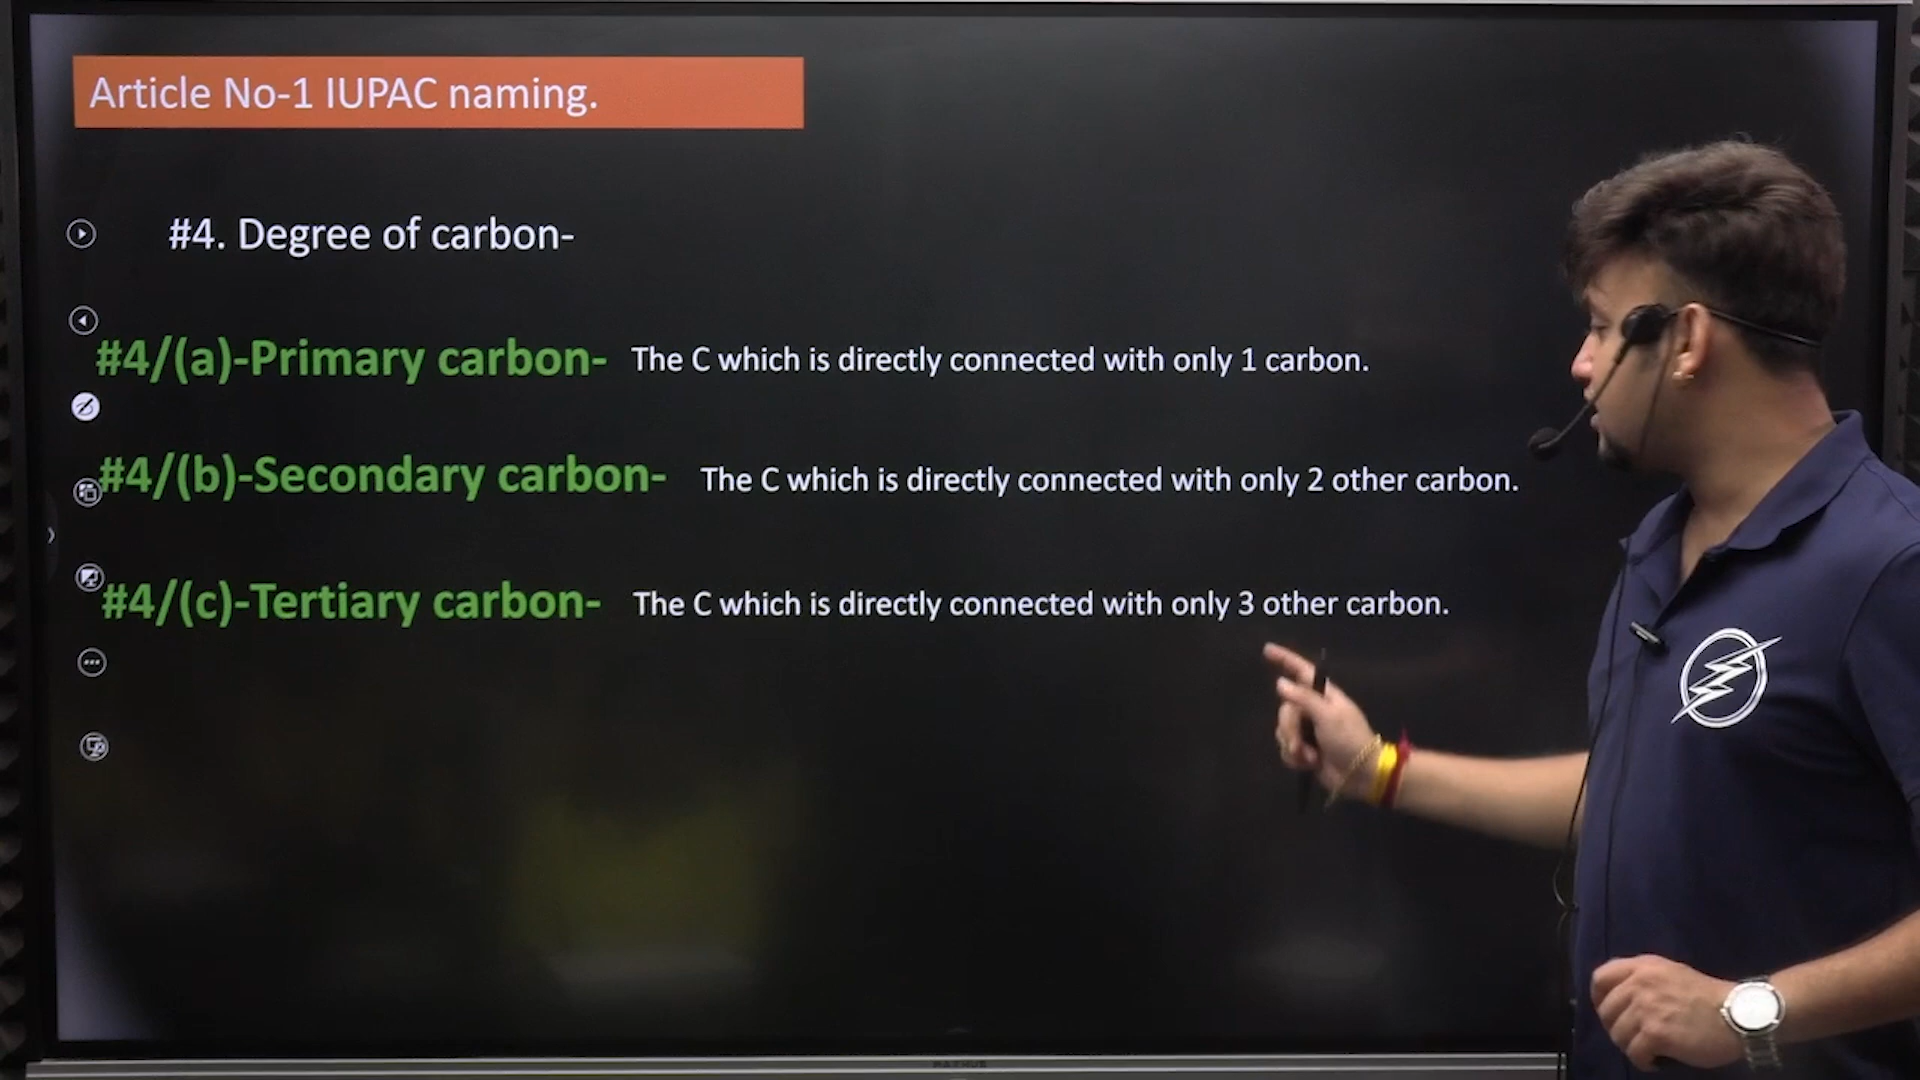 Article No-1 IUPAC naming.
#4. Degree of carbon-
#4/(a)-Primary carbon- The C which is directly connected with only 1 carbon.
#4/(b)-Secondary carbon- The C which is directly connected with only 2 other carbon.
#4/(c)-Tertiary carbon- The C which is directly connected with only 3 other carbon.